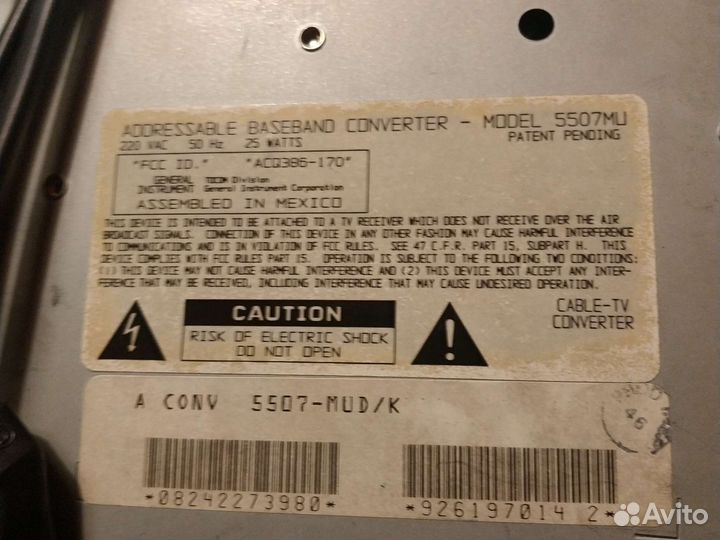 ADDRESSABLE BASEBAND CONVERTER - MODEL 5507MU
220 VAC 50 Hz 25 WATTS PATENT PENDING
"FCC ID." "ACQ386-170"
GENERAL TOCOM Division
INSTRUMENT General Instrument Corporation
ASSEMBLED IN MEXICO
THIS DEVICE IS INTENDED TO BE ATTACHED TO A TV RECEIVER WHICH DOES NOT RECEIVE OVER THE AIR
BROADCAST SIGNALS. CONNECTION OF THIS DEVICE IN ANY OTHER FASHION MAY CAUSE HARMFUL INTERFERENCE
TO COMMUNICATIONS AND IS IN VIOLATION OF FCC RULES. SEE 47 C.F.R. PART 15, SUBPART H. THIS
DEVICE COMPLIES WITH FCC RULES PART 15. OPERATION IS SUBJECT TO THE FOLLOWING TWO CONDITIONS:
(1) THIS DEVICE MAY NOT CAUSE HARMFUL INTERFERENCE AND (2) THIS DEVICE MUST ACCEPT ANY INTER-
FERENCE THAT MAY BE RECEIVED, INCLUDING INTERFERENCE THAT MAY CAUSE UNDESIRED OPERATION.
CAUTION
RISK OF ELECTRIC SHOCK
DO NOT OPEN
CABLE-TV
CONVERTER
A CONV 5507-MUD/K
*08242273980*
*926197014 2*
Avito